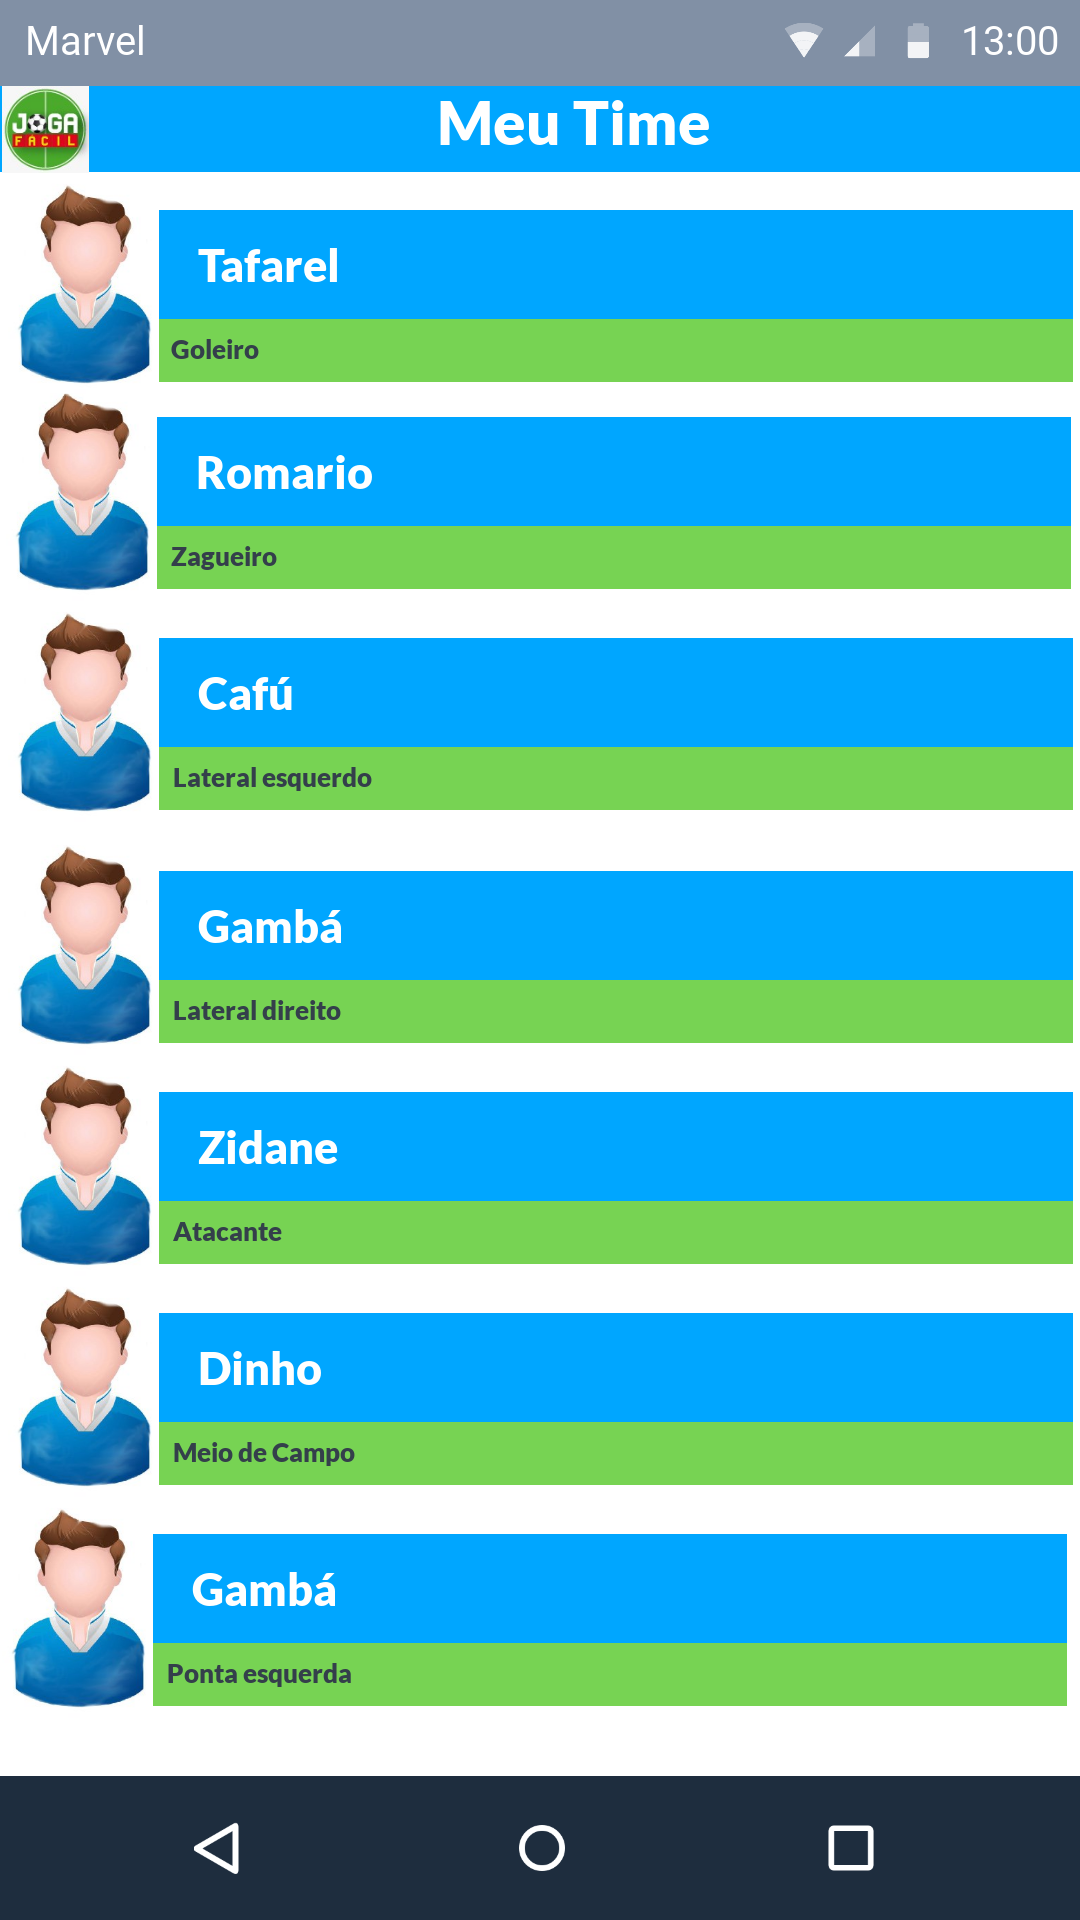 Marvel 13:00
JOGA
FÁCIL
Meu Time
Tafarel
Goleiro
Romario
Zagueiro
Cafú
Lateral esquerdo
Gambá
Lateral direito
Zidane
Atacante
Dinho
Meio de Campo
Gambá
Ponta esquerda